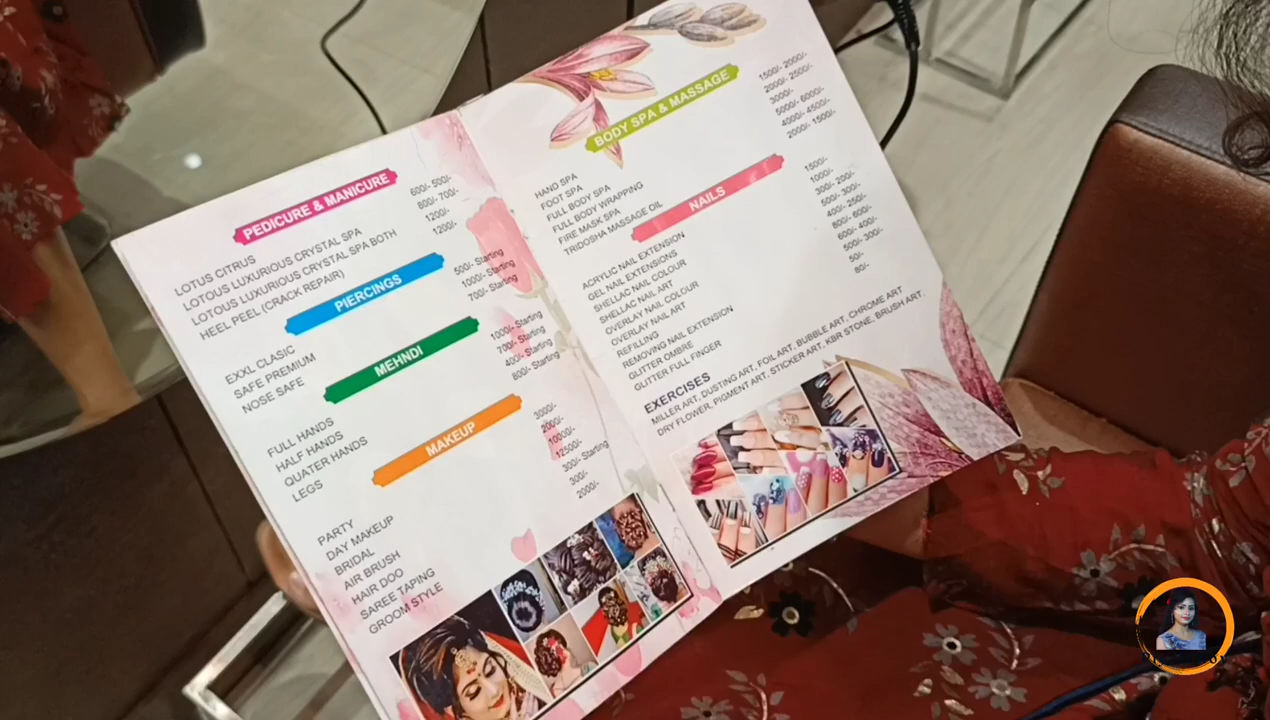 PEDICURE & MANICURE
LOTUS CITRUS 600/- 500/-
LOTOUS LUXURIOUS CRYSTAL SPA 800/- 700/-
LOTOUS LUXURIOUS CRYSTAL SPA BOTH 1200/-
HEEL PEEL (CRACK REPAIR) 1200/-
PIERCINGS
EXXL CLASIC 500/- Starting
SAFE PREMIUM 1000/- Starting
NOSE SAFE 700/- Starting
MEHNDI
FULL HANDS 1000/- Starting
HALF HANDS 700/- Starting
QUATER HANDS 400/- Starting
LEGS 800/- Starting
MAKEUP
PARTY 3000/-
DAY MAKEUP 2000/-
BRIDAL 10000/-
AIR BRUSH 12500/-
HAIR DOO 300/- Starting
SAREE TAPING 300/-
GROOM STYLE 2000/-
BODY SPA & MASSAGE
HAND SPA 1500/- 2000/-
FOOT SPA 2000/- 2500/-
FULL BODY SPA 3000/-
FULL BODY WRAPPING 5000/- 6000/-
FIRE MASK SPA 4000/- 4500/-
TRIDOSHA MASSAGE OIL 2000/- 1500/-
NAILS
ACRYLIC NAIL EXTENSION 1500/-
GEL NAIL EXTENSIONS 1000/-
SHELLAC NAIL COLOUR 300/- 200/-
SHELLAC NAIL ART 500/- 300/-
OVERLAY NAIL COLOUR 400/- 250/-
OVERLAY NAIL ART 800/- 600/-
REFILLING 600/- 400/-
REMOVING NAIL EXTENSION 500/- 300/-
GLITTER OMBRE 50/-
GLITTER FULL FINGER 80/-
EXERCISES
MILLER ART, DUSTING ART, FOIL ART, BUBBLE ART, CHROME ART
DRY FLOWER, PIGMENT ART, STICKER ART, KBR STONE, BRUSH ART.